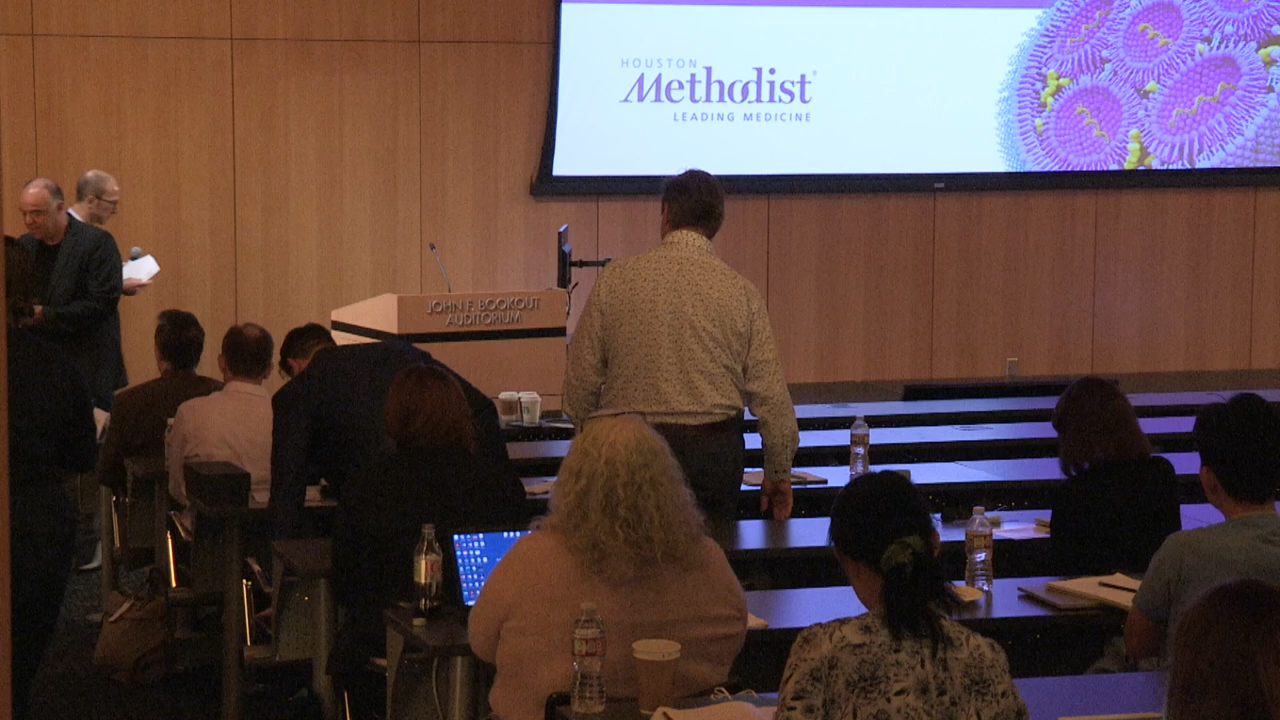 HOUSTON
Methodist
LEADING MEDICINE
JOHN F. BOOKOUT
AUDITORIUM